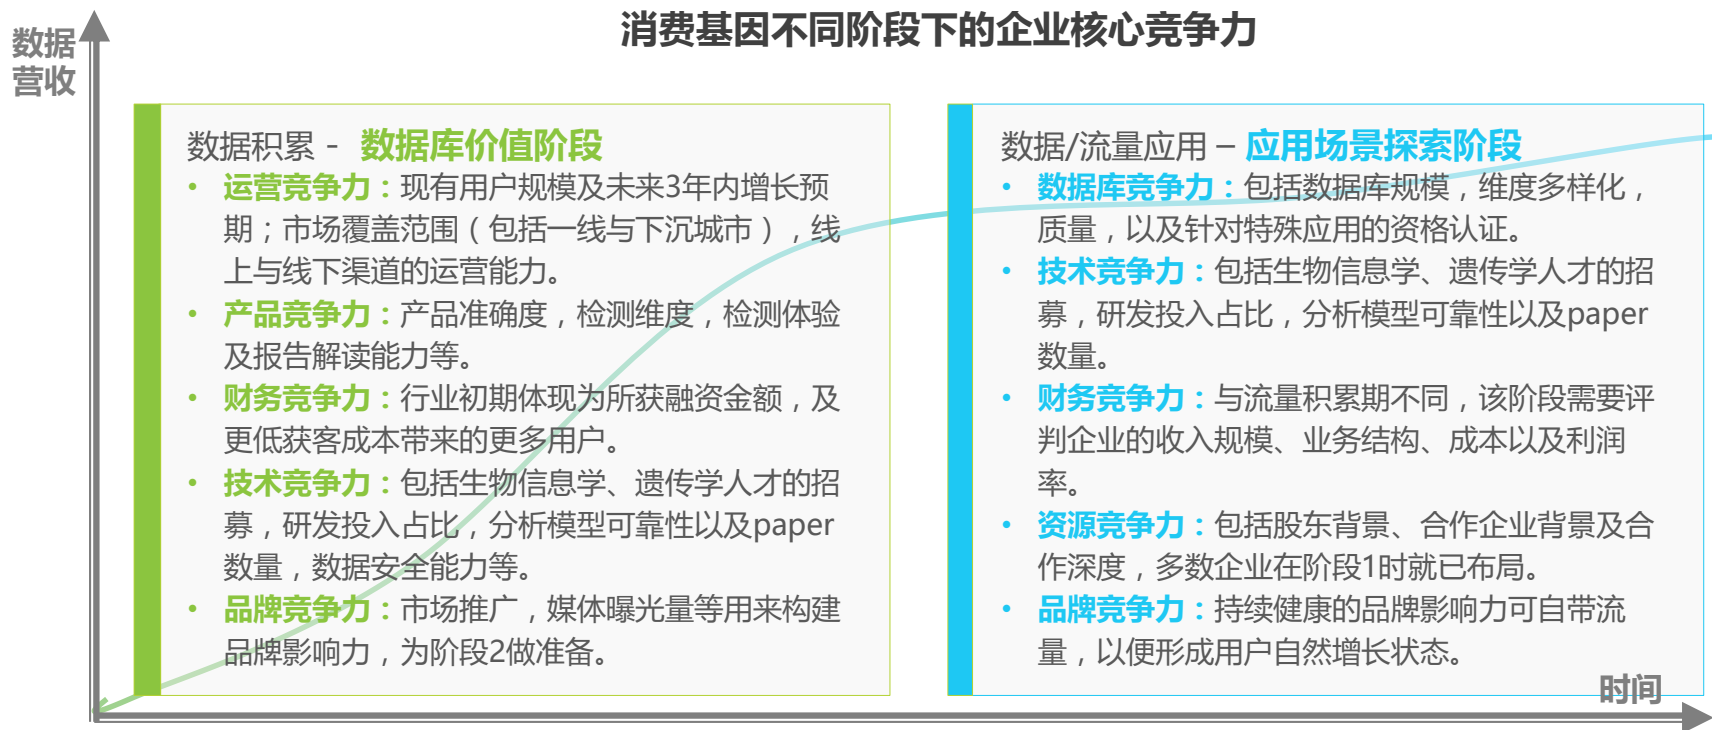 消费基因不同阶段下的企业核心竞争力
数据
营收
数据积累 - 数据库价值阶段
• 运营竞争力：现有用户规模及未来3年内增长预
期；市场覆盖范围（包括一线与下沉城市），线
上与线下渠道的运营能力。
• 产品竞争力：产品准确度，检测维度，检测体验
及报告解读能力等。
• 财务竞争力：行业初期体现为所获融资金额，及
更低获客成本带来的更多用户。
• 技术竞争力：包括生物信息学、遗传学人才的招
募，研发投入占比，分析模型可靠性以及paper
数量，数据安全能力等。
• 品牌竞争力：市场推广，媒体曝光量等用来构建
品牌影响力，为阶段2做准备。
数据/流量应用 – 应用场景探索阶段
• 数据库竞争力：包括数据库规模，维度多样化，
质量，以及针对特殊应用的资格认证。
• 技术竞争力：包括生物信息学、遗传学人才的招
募，研发投入占比，分析模型可靠性以及paper
数量。
• 财务竞争力：与流量积累期不同，该阶段需要评
判企业的收入规模、业务结构、成本以及利润
率。
• 资源竞争力：包括股东背景、合作企业背景及合
作深度，多数企业在阶段1时就已布局。
• 品牌竞争力：持续健康的品牌影响力可自带流
量，以便形成用户自然增长状态。
时间